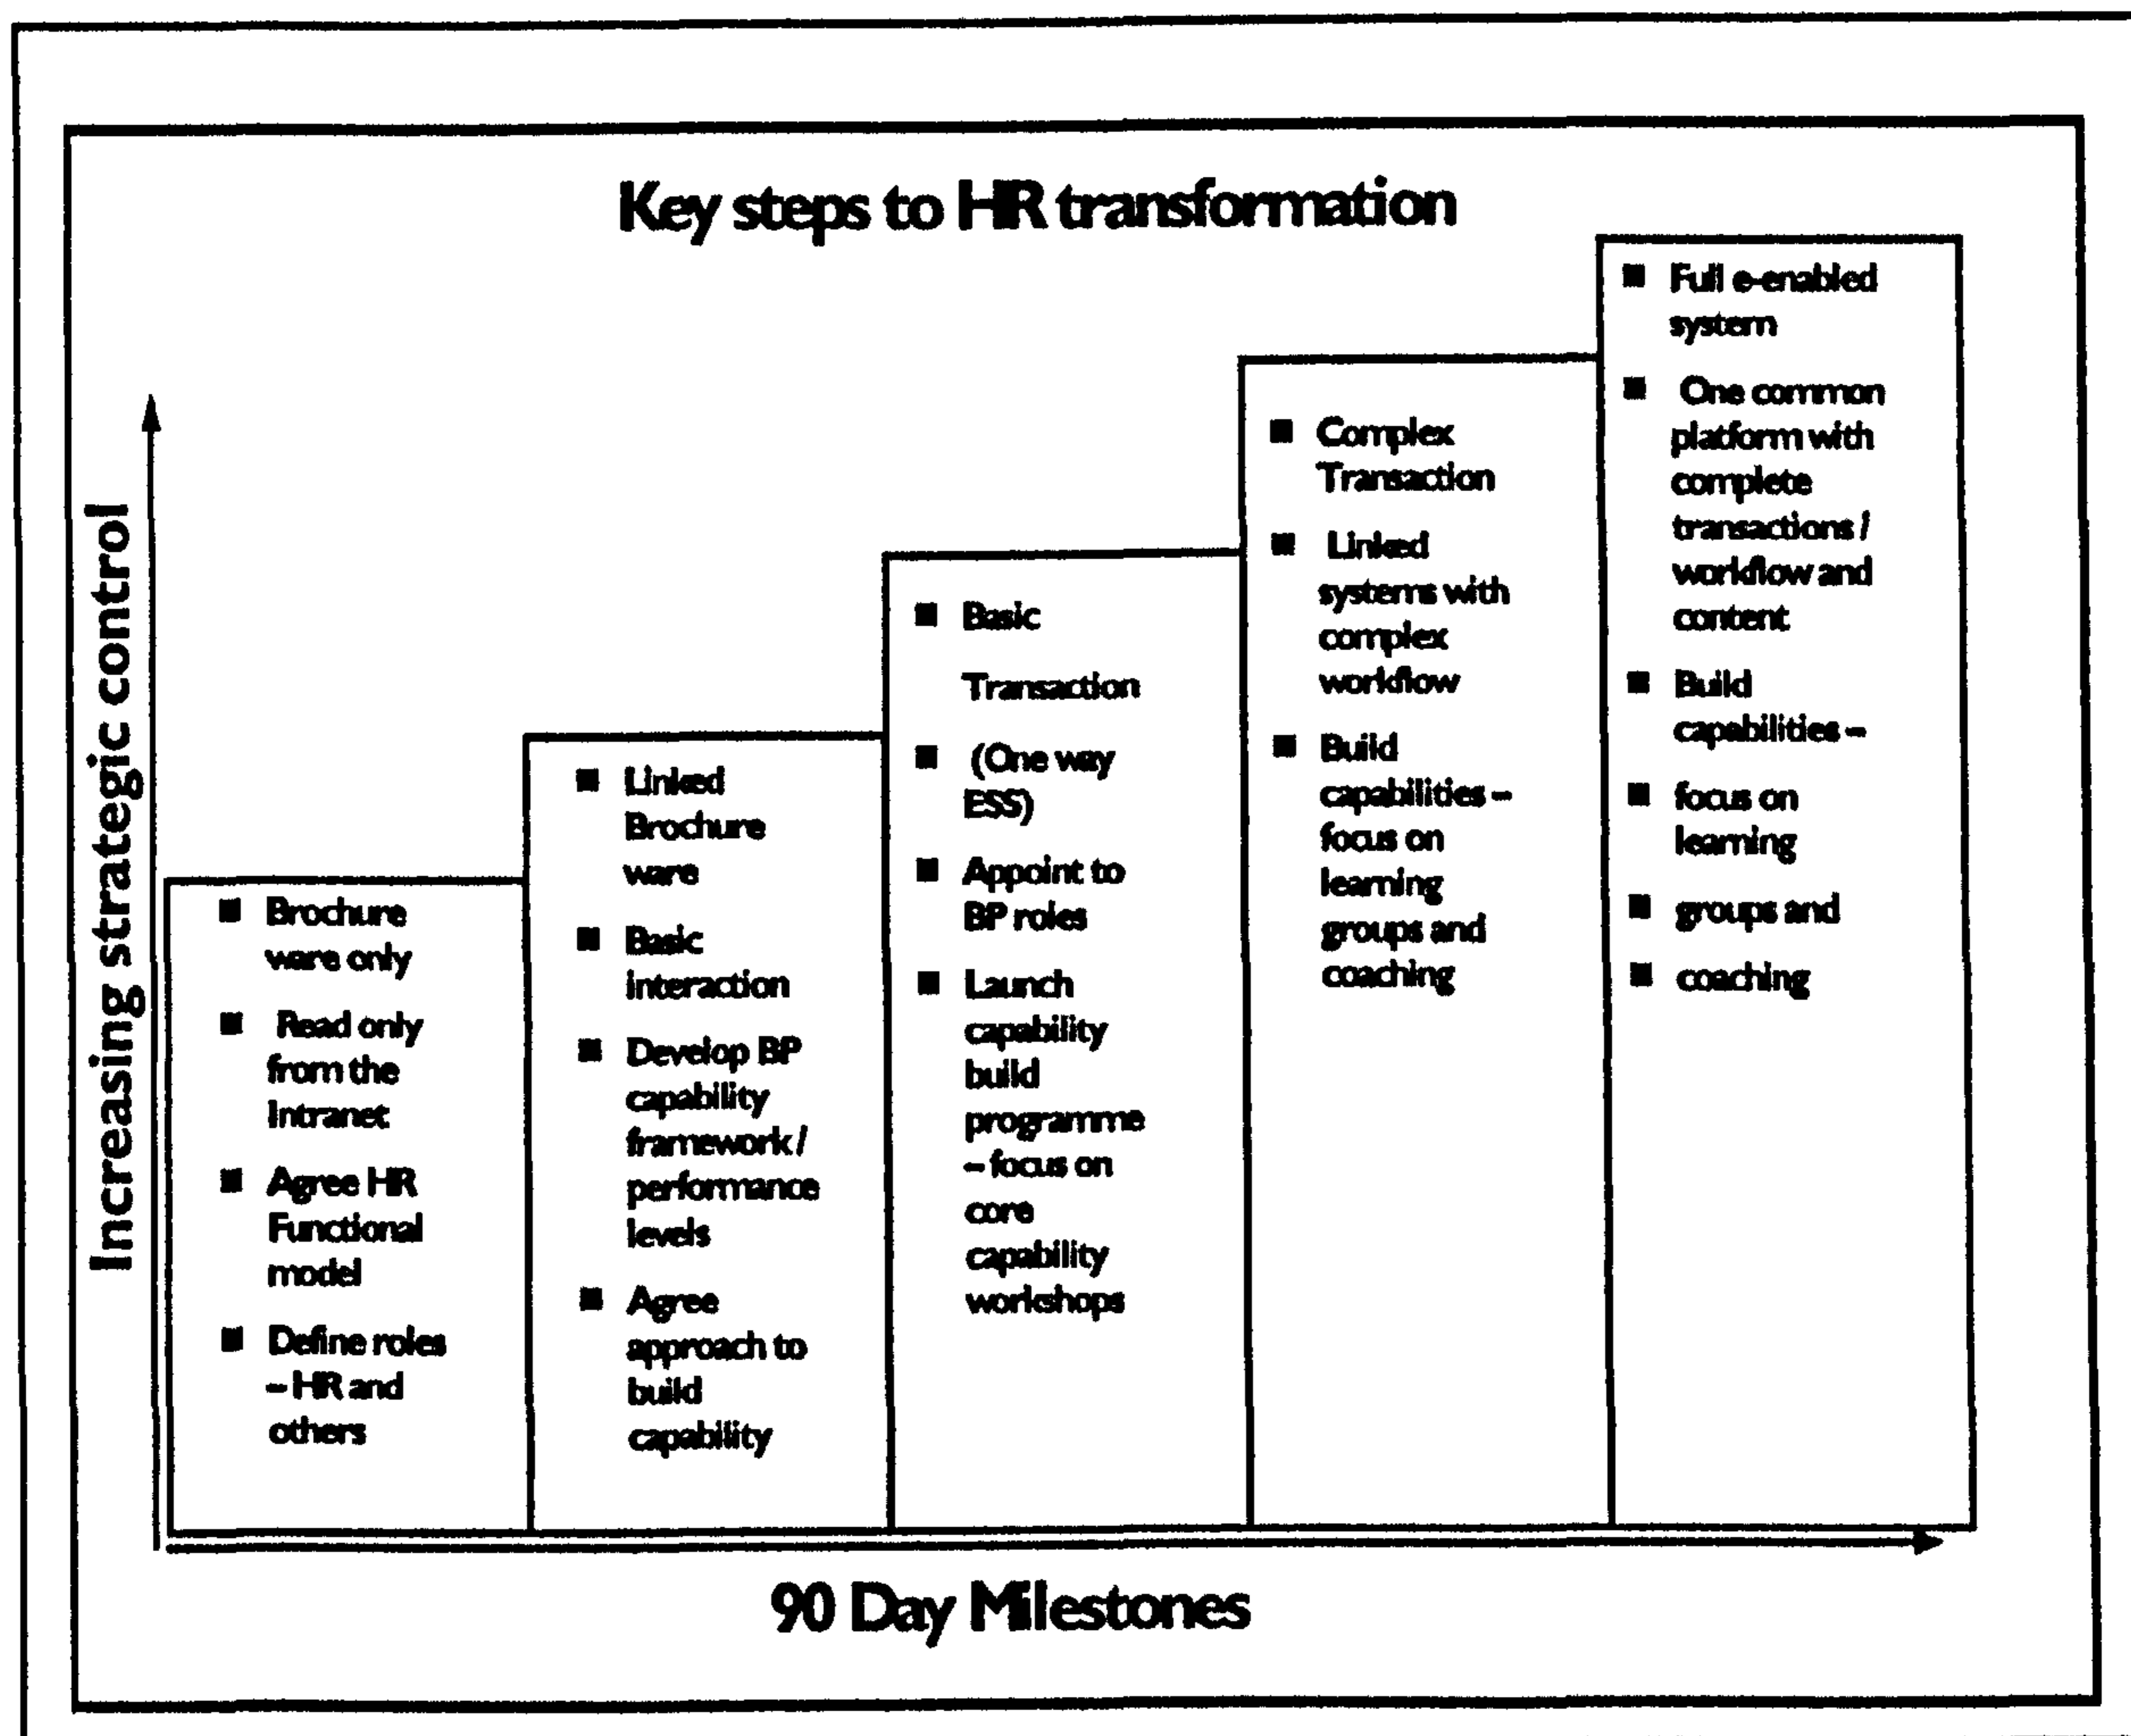 Key steps to HR transformation
Increasing strategic control
■ Brochure
ware only
■ Read only
from the
Intranet
■ Agree HR
Functional
model
■ Define roles
– HR and
others
■ Linked
Brochure
ware
■ Basic
interaction
■ Develop BP
capability
framework /
performance
levels
■ Agree
approach to
build
capability
■ Basic
Transaction
■ (One way
ESS)
■ Appoint to
BP roles
■ Launch
capability
build
programme
– focus on
core
capability
workshops
■ Complex
Transaction
■ Linked
systems with
complex
workflow
■ Build
capabilities –
focus on
learning
groups and
coaching
■ Full e-enabled
system
■ One common
platform with
complete
transactions /
workflow and
content
■ Build
capabilities –
■ focus on
learning
■ groups and
■ coaching
90 Day Milestones